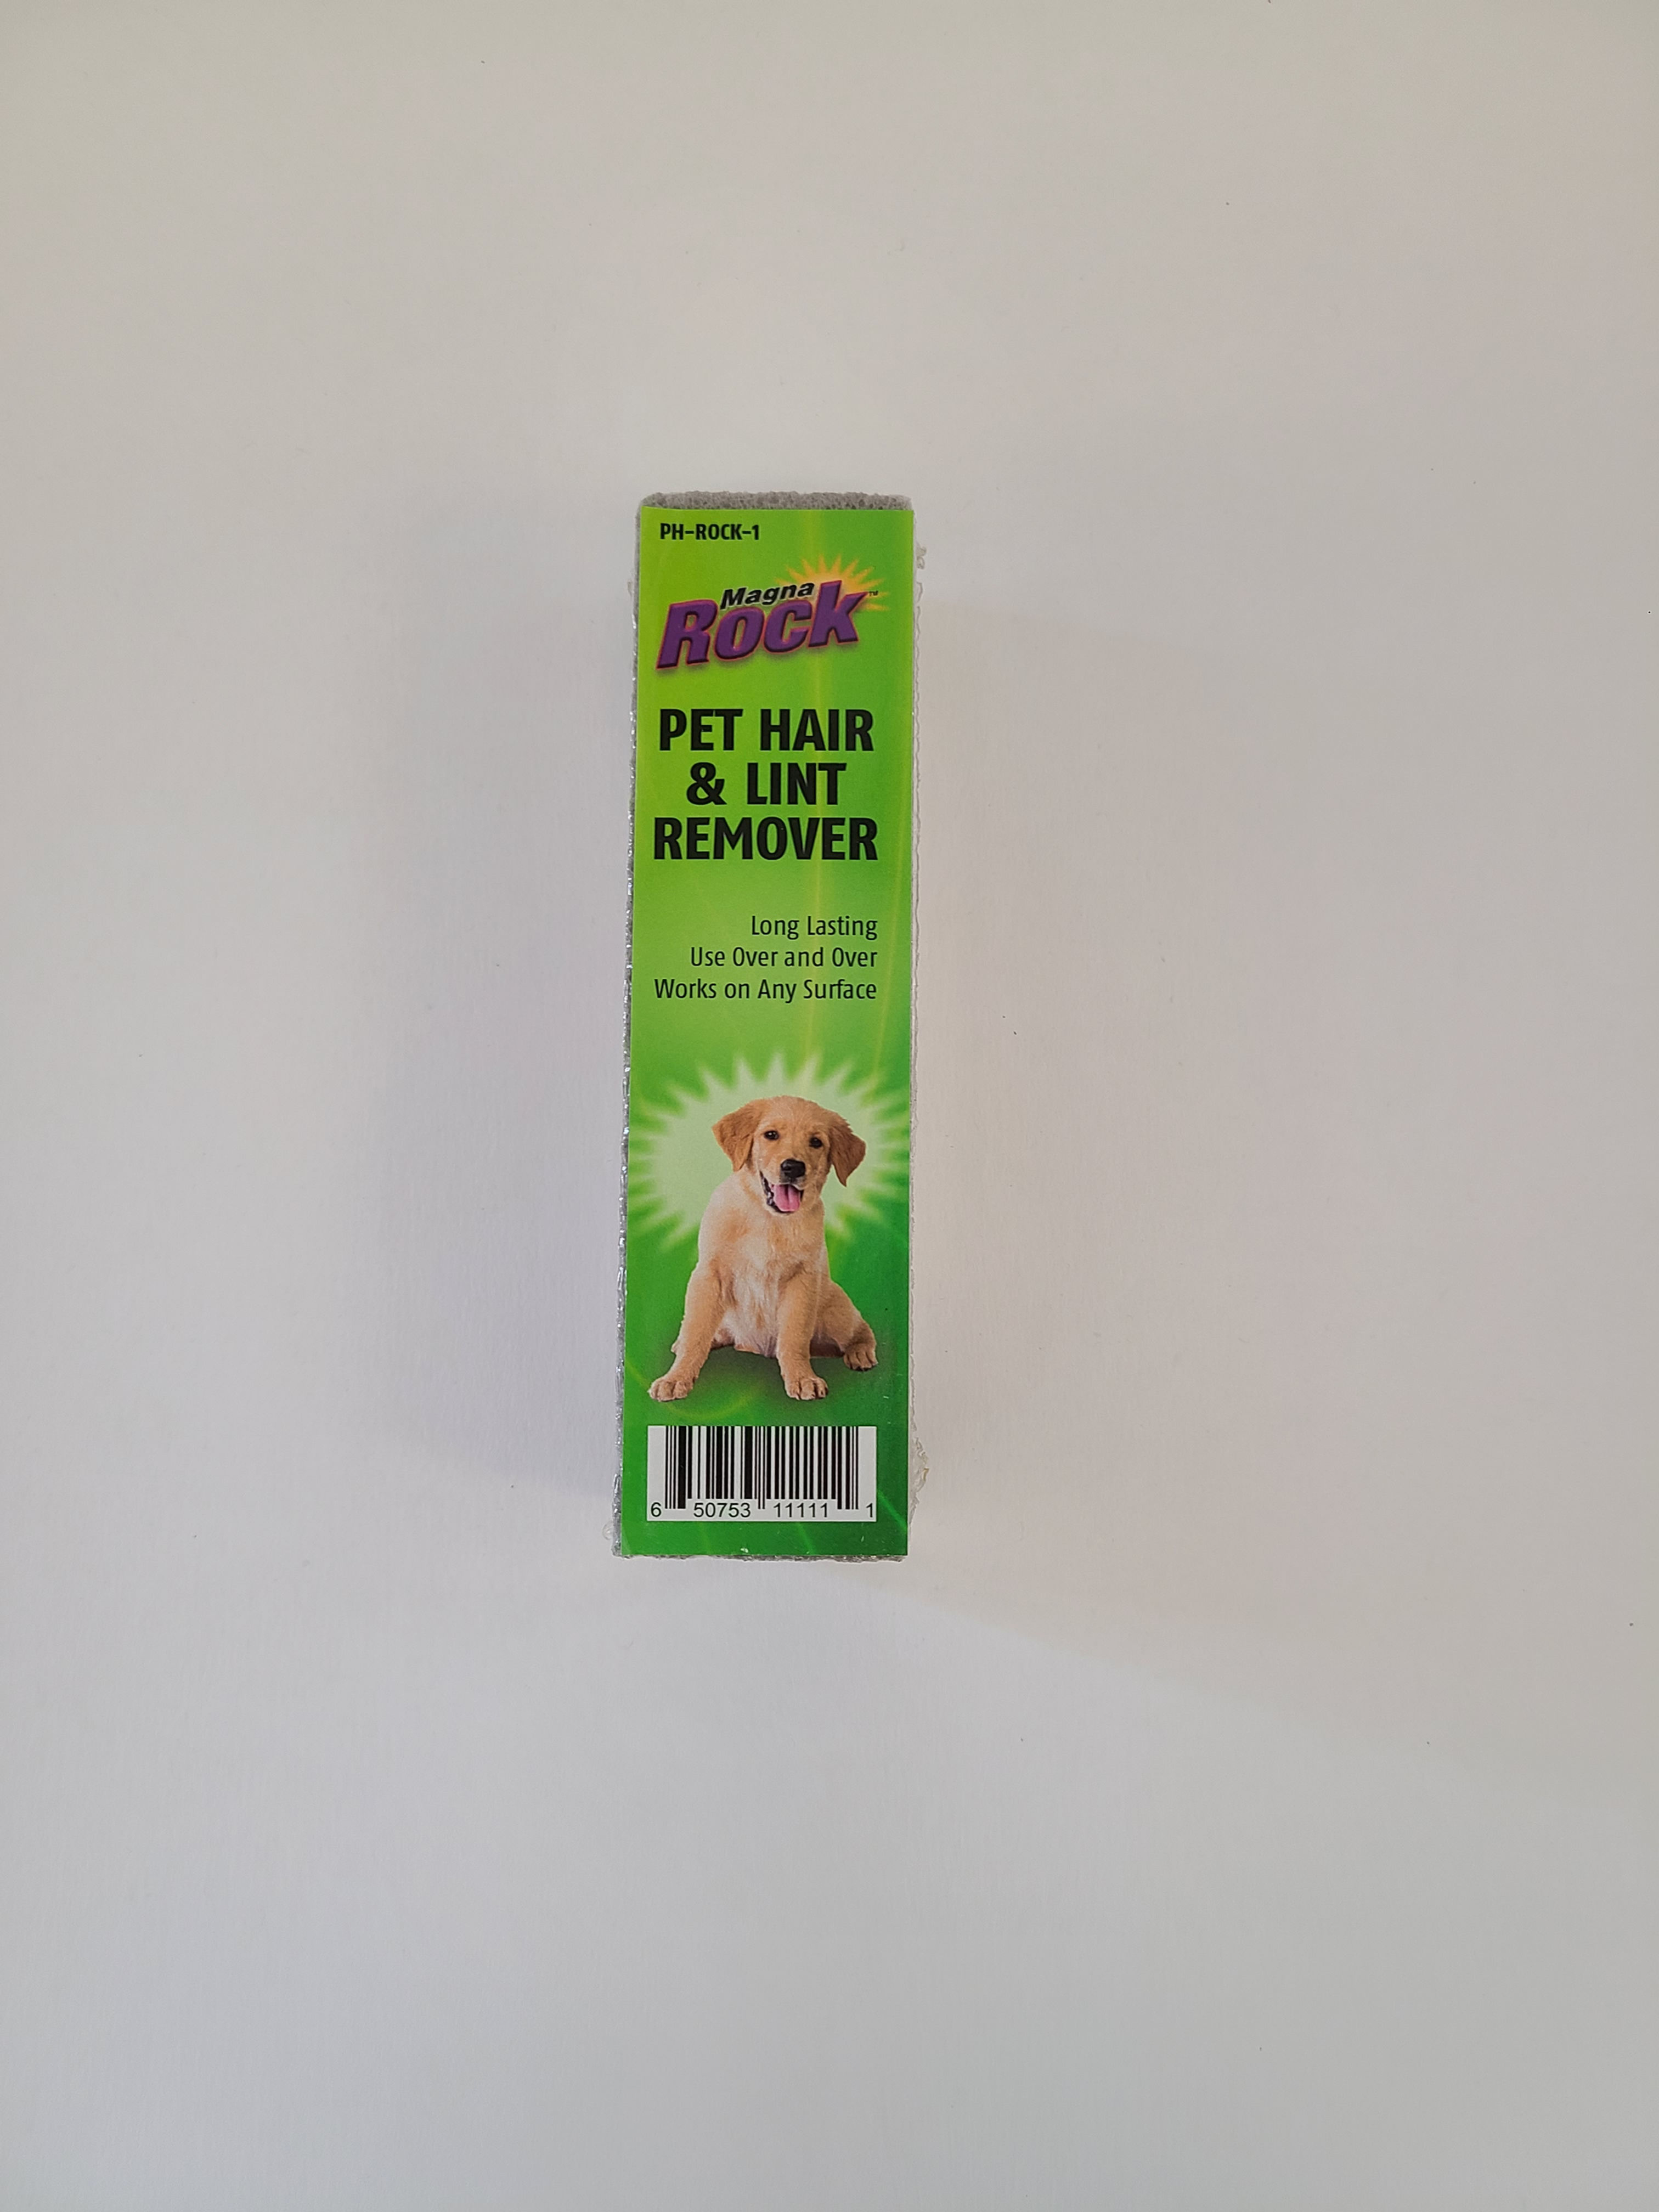 PH-ROCK-1
Magna
Rock™
PET HAIR
& LINT
REMOVER
Long Lasting
Use Over and Over
Works on Any Surface
6 50753 11111 1